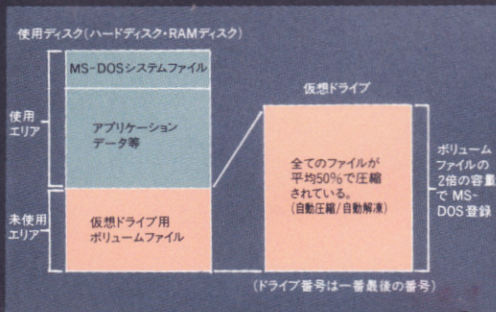 使用ディスク(ハードディスク・RAMディスク)
MS-DOSシステムファイル
使用
エリア
アプリケーション
データ等
未使用
エリア
仮想ドライブ用
ボリュームファイル
仮想ドライブ
全てのファイルが
平均50%で圧縮
されている。
(自動圧縮/自動解凍)
ボリューム
ファイルの
2倍の容量
で MS-
DOS登録
(ドライブ番号は一番最後の番号)